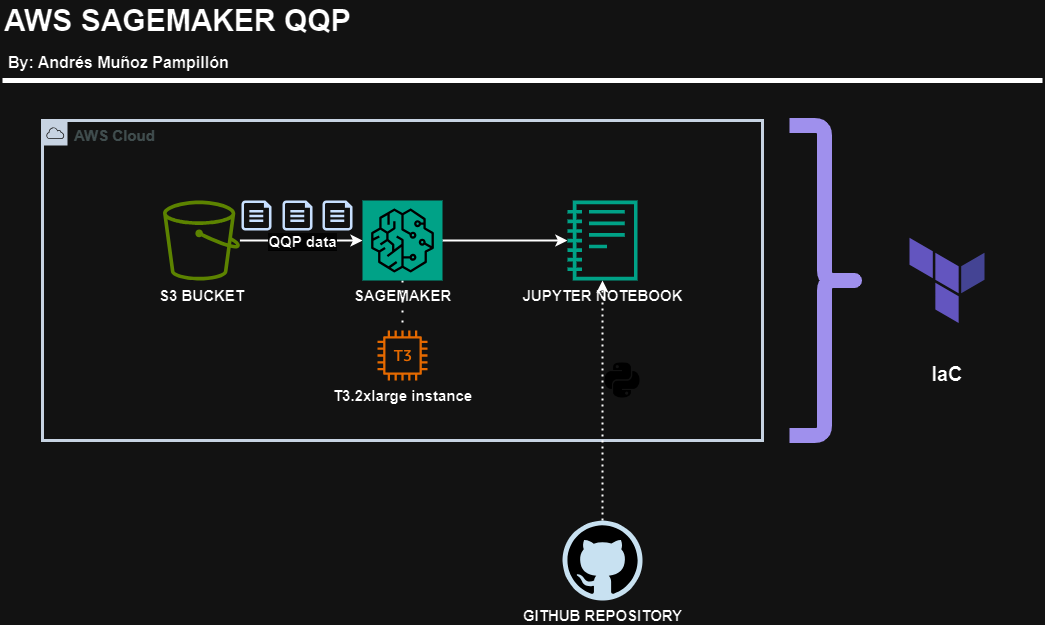 AWS SAGEMAKER QQP
By: Andrés Muñoz Pampillón
AWS Cloud
QQP data
S3 BUCKET
SAGEMAKER
JUPYTER NOTEBOOK
T3
T3.2xlarge instance
IaC
GITHUB REPOSITORY